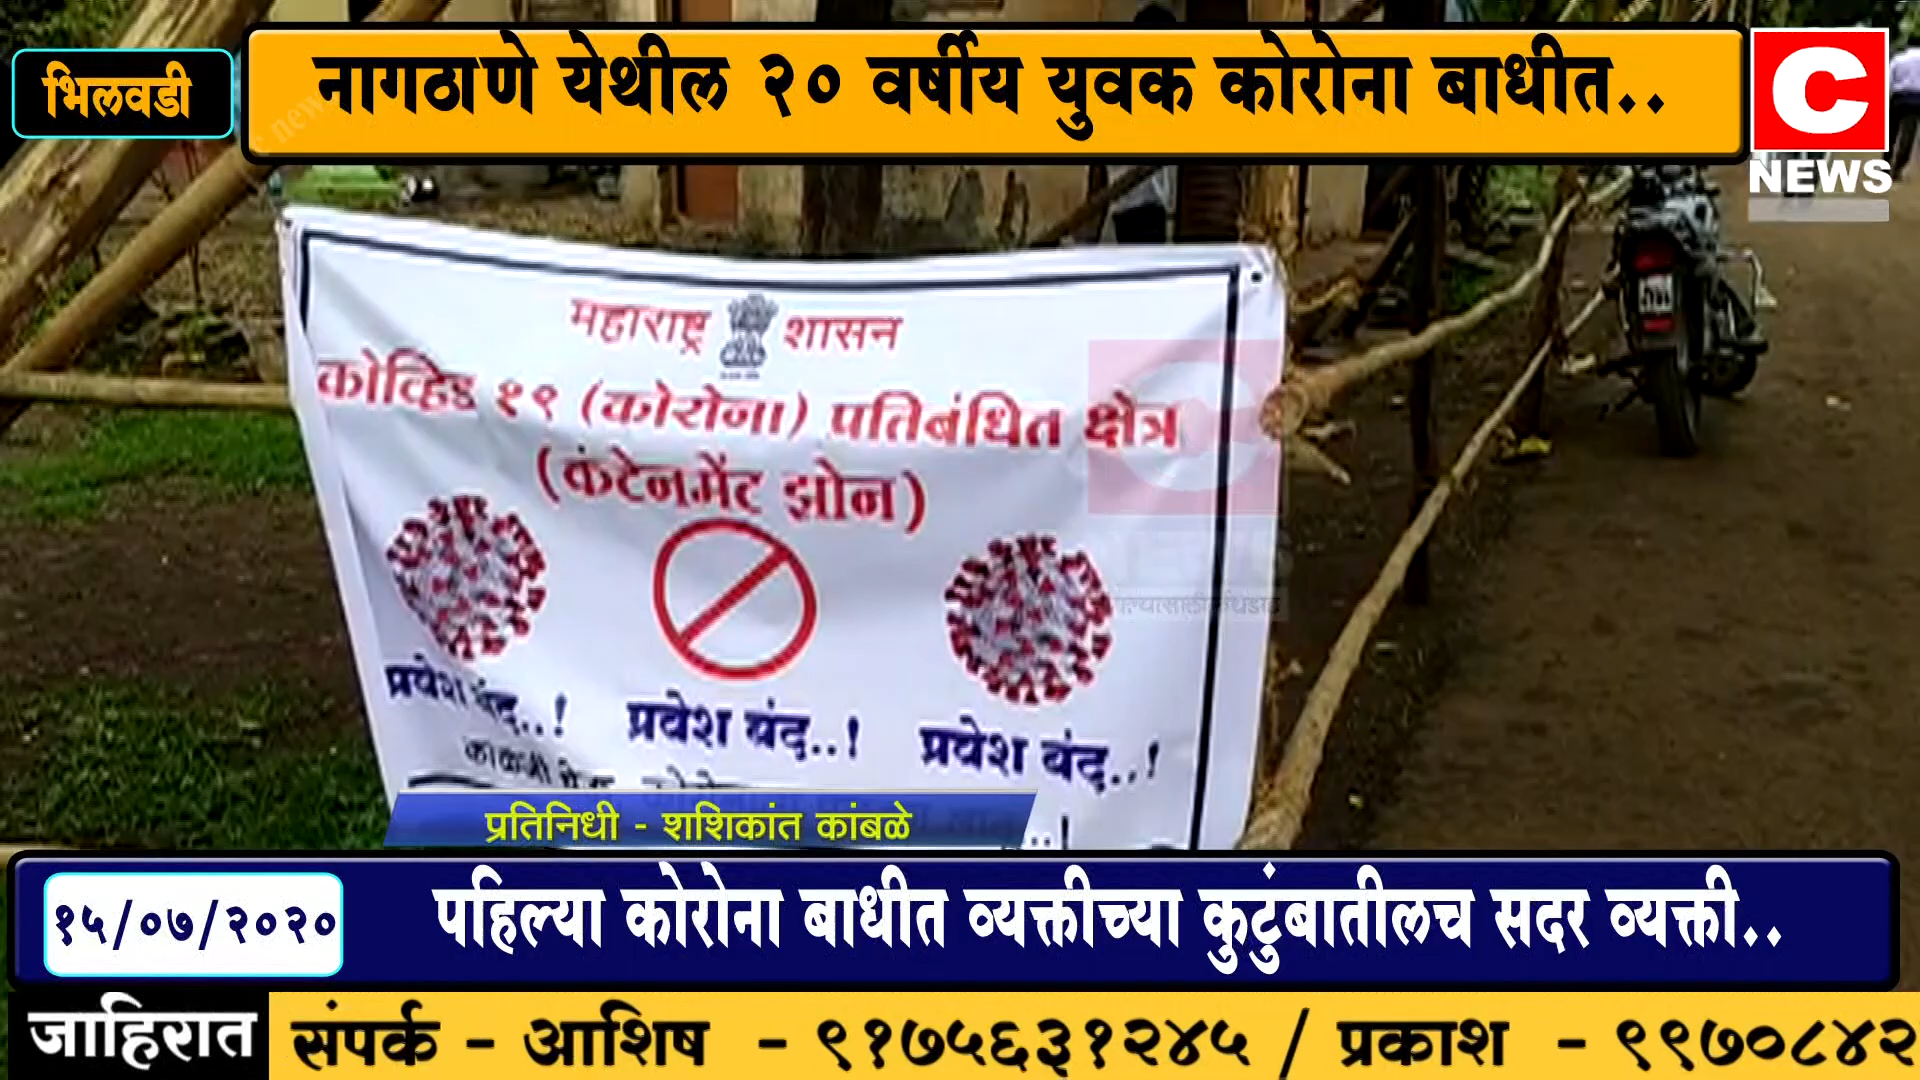 भिलवडी
नागठाणे येथील २० वर्षीय युवक कोरोना बाधीत..
C
NEWS
महाराष्ट्र शासन
कोव्हिड १९ (कोरोना) प्रतिबंधित क्षेत्र
(कंटेनमेंट झोन)
प्रवेश बंद..! प्रवेश बंद..! प्रवेश बंद..!
प्रतिनिधी - शशिकांत कांबळे
१५/०७/२०२०
पहिल्या कोरोना बाधीत व्यक्तीच्या कुटुंबातीलच सदर व्यक्ती..
जाहिरात
संपर्क - आशिष - ९१७५६३१२४५ / प्रकाश - ९९७०८४२